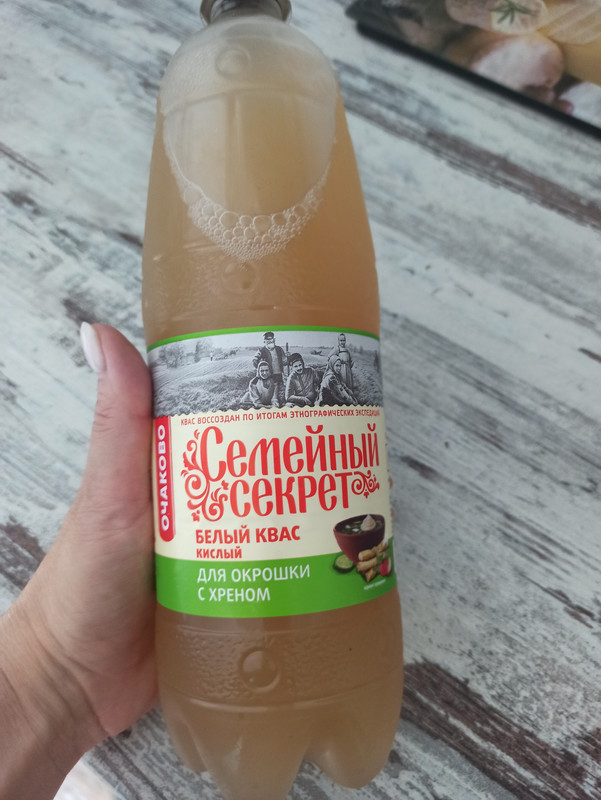 КВАС ВОССОЗДАН ПО ИТОГАМ ЭТНОГРАФИЧЕСКИХ ЭКСПЕДИЦИЙ
ОЧАКОВО
Семейный
секрет
БЕЛЫЙ КВАС
КИСЛЫЙ
ДЛЯ ОКРОШКИ
С ХРЕНОМ